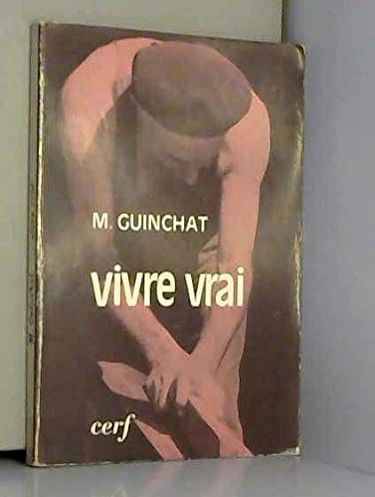 M. GUINCHAT
vivre vrai
cerf